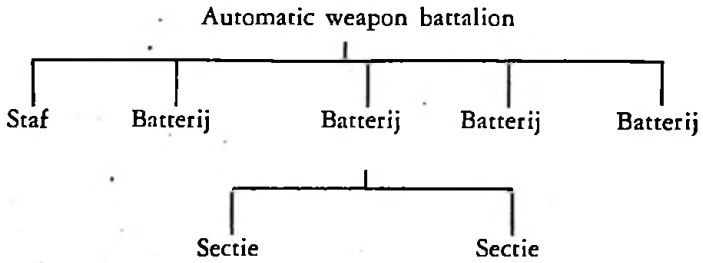 Automatic weapon battalion
Staf Batterij Batterij Batterij Batterij
Sectie Sectie